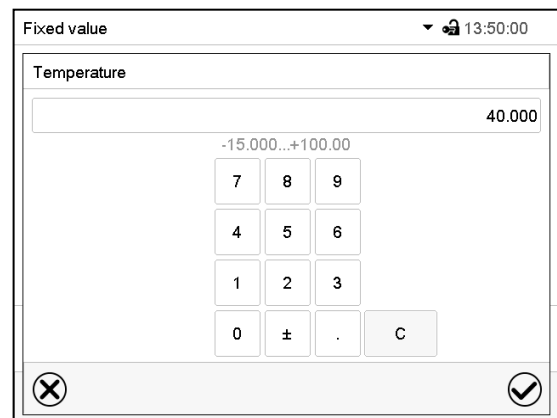 Fixed value 13:50:00
Temperature
40.000
-15.000...+100.00
7 8 9
4 5 6
1 2 3
0 ± . C